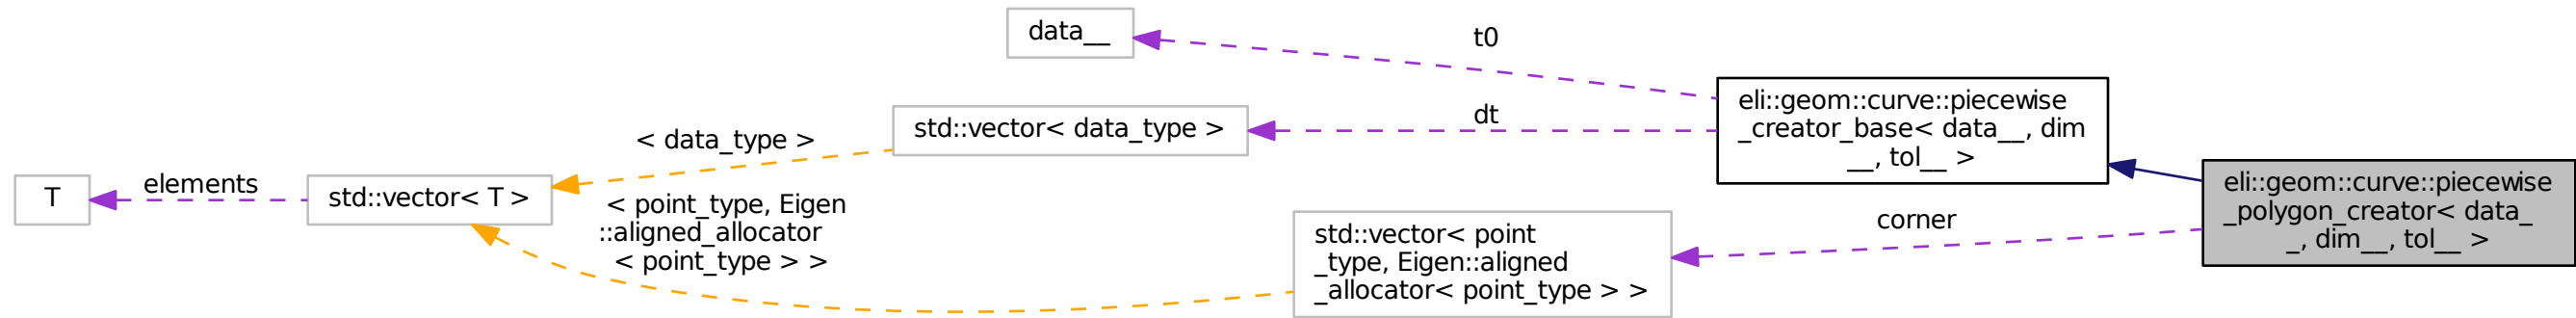 data__
t0
eli::geom::curve::piecewise
_creator_base< data__, dim
__, tol__ >
dt
std::vector< data_type >
< data_type >
T
elements
std::vector< T >
< point_type, Eigen
::aligned_allocator
< point_type > >
std::vector< point
_type, Eigen::aligned
_allocator< point_type > >
corner
eli::geom::curve::piecewise
_polygon_creator< data_
_, dim__, tol__ >